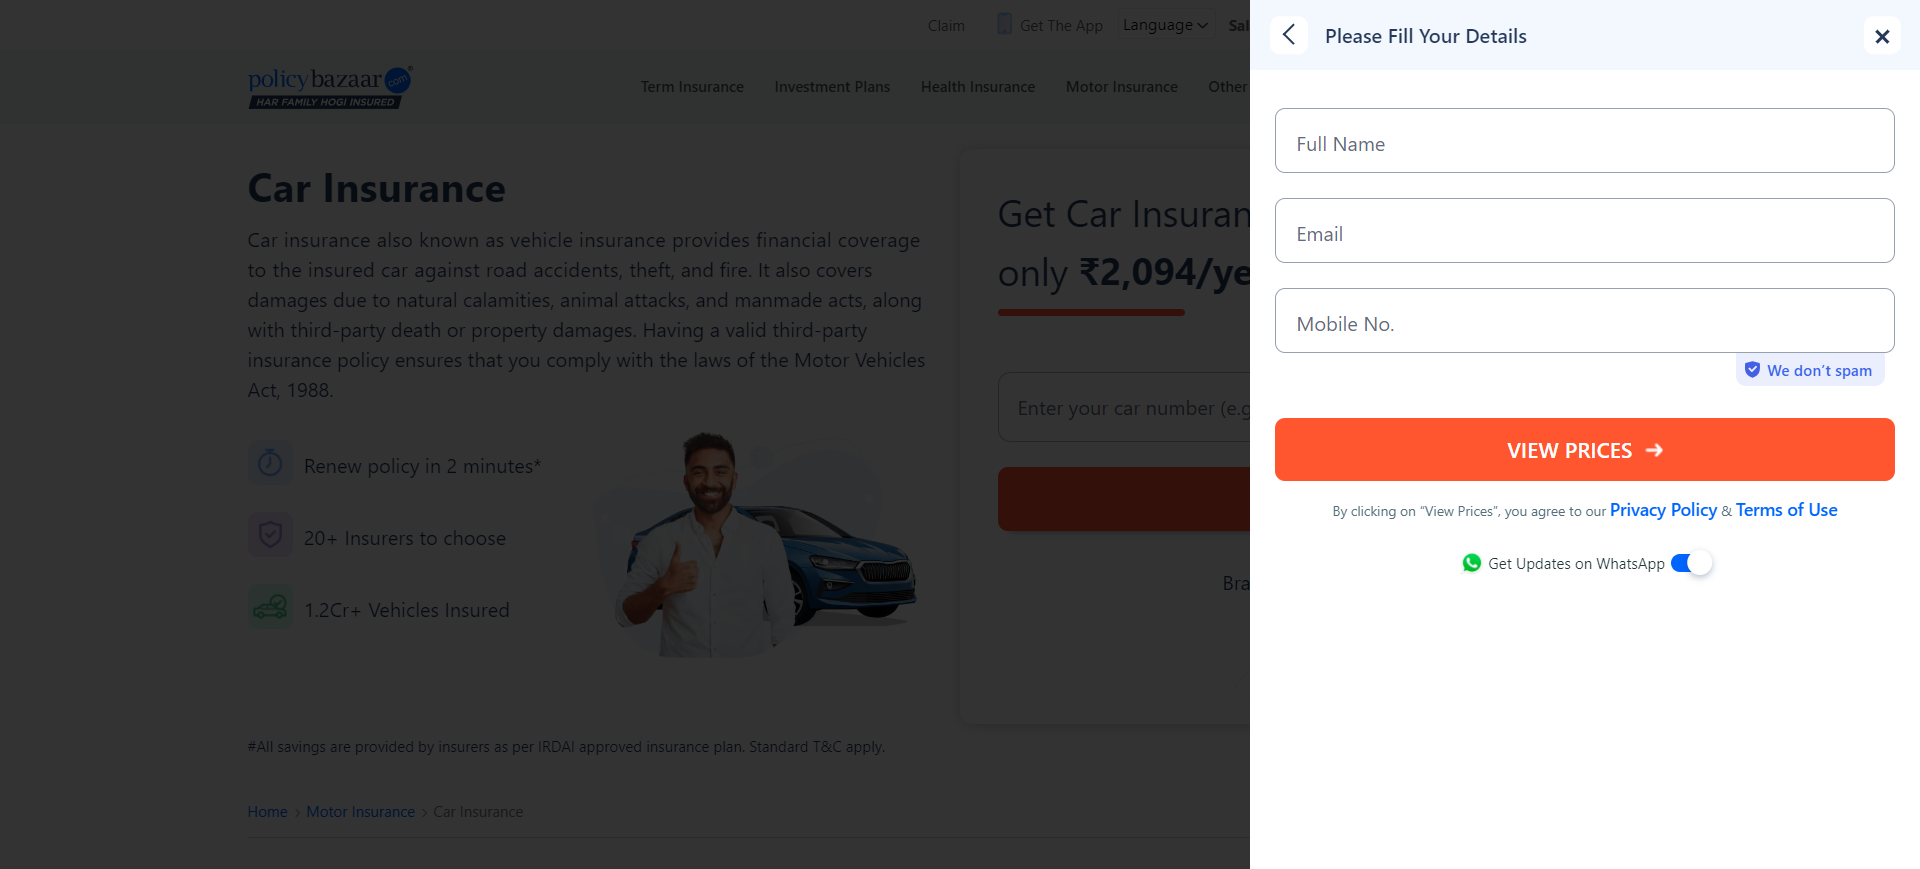 Claim
Get The App
Language
Sal
policybazaar.com
HAR FAMILY HOGI INSURED
Term Insurance
Investment Plans
Health Insurance
Motor Insurance
Other
Car Insurance
Car insurance also known as vehicle insurance provides financial coverage
to the insured car against road accidents, theft, and fire. It also covers
damages due to natural calamities, animal attacks, and manmade acts, along
with third-party death or property damages. Having a valid third-party
insurance policy ensures that you comply with the laws of the Motor Vehicles
Act, 1988.
Renew policy in 2 minutes*
20+ Insurers to choose
1.2Cr+ Vehicles Insured
#All savings are provided by insurers as per IRDAI approved insurance plan. Standard T&C apply.
Home > Motor Insurance > Car Insurance
Get Car Insuran
only ₹2,094/ye
Enter your car number (e.g
Bra
Please Fill Your Details
Full Name
Email
Mobile No.
We don't spam
VIEW PRICES
By clicking on “View Prices”, you agree to our Privacy Policy & Terms of Use
Get Updates on WhatsApp